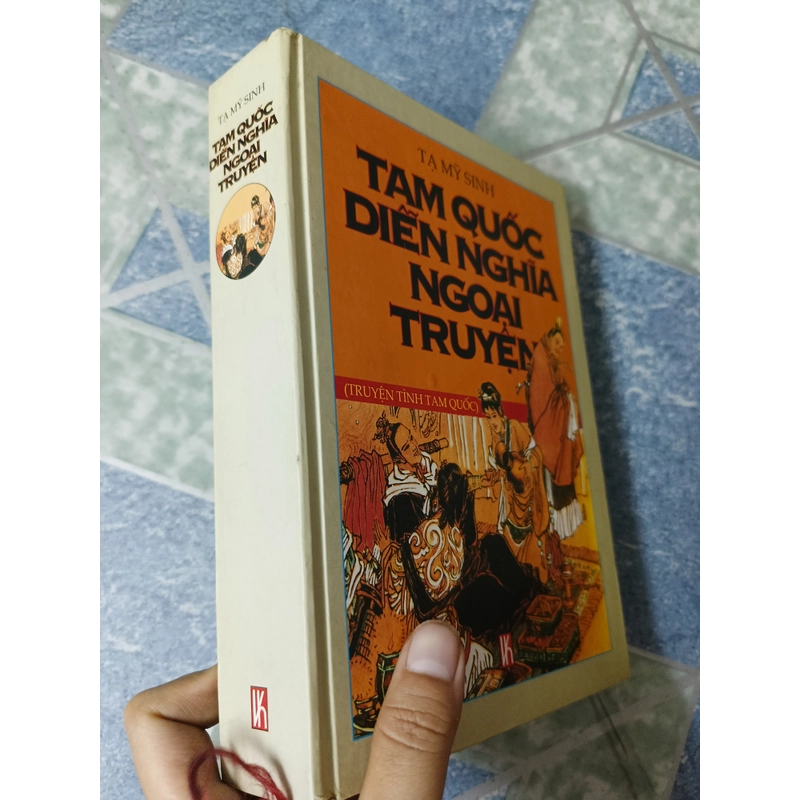 TẠ MỸ SINH
TAM QUỐC
DIỄN NGHĨA
NGOẠI
TRUYỆN
TẠ MỸ SINH
TAM QUỐC
DIỄN NGHĨA
NGOẠI
TRUYỆN
(TRUYỆN TÌNH TAM QUỐC)